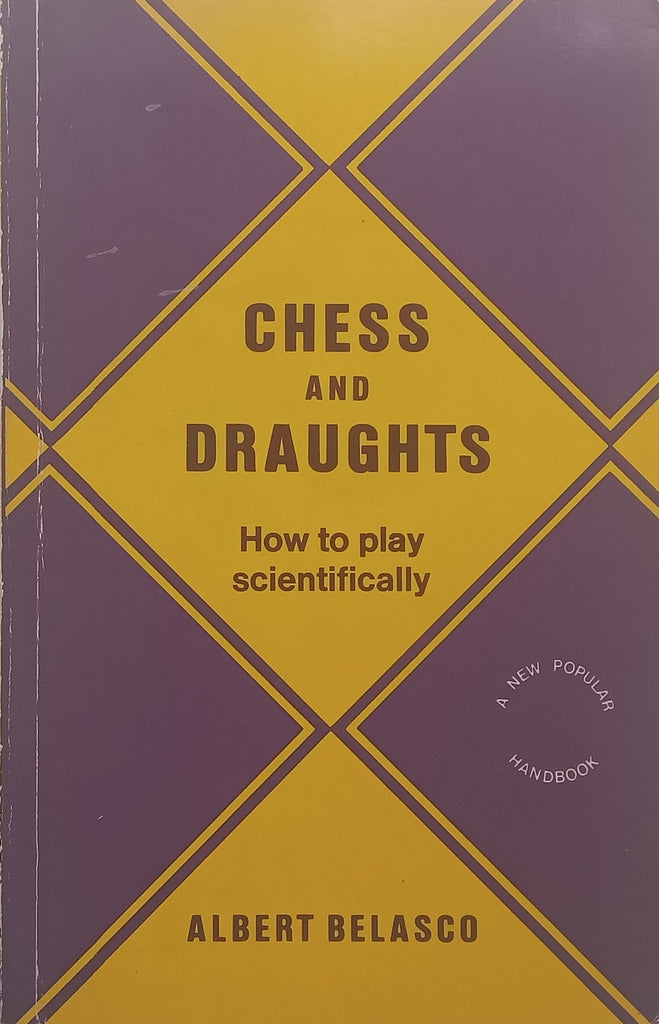 CHESS
AND
DRAUGHTS
How to play
scientifically
A NEW POPULAR
HANDBOOK
ALBERT BELASCO